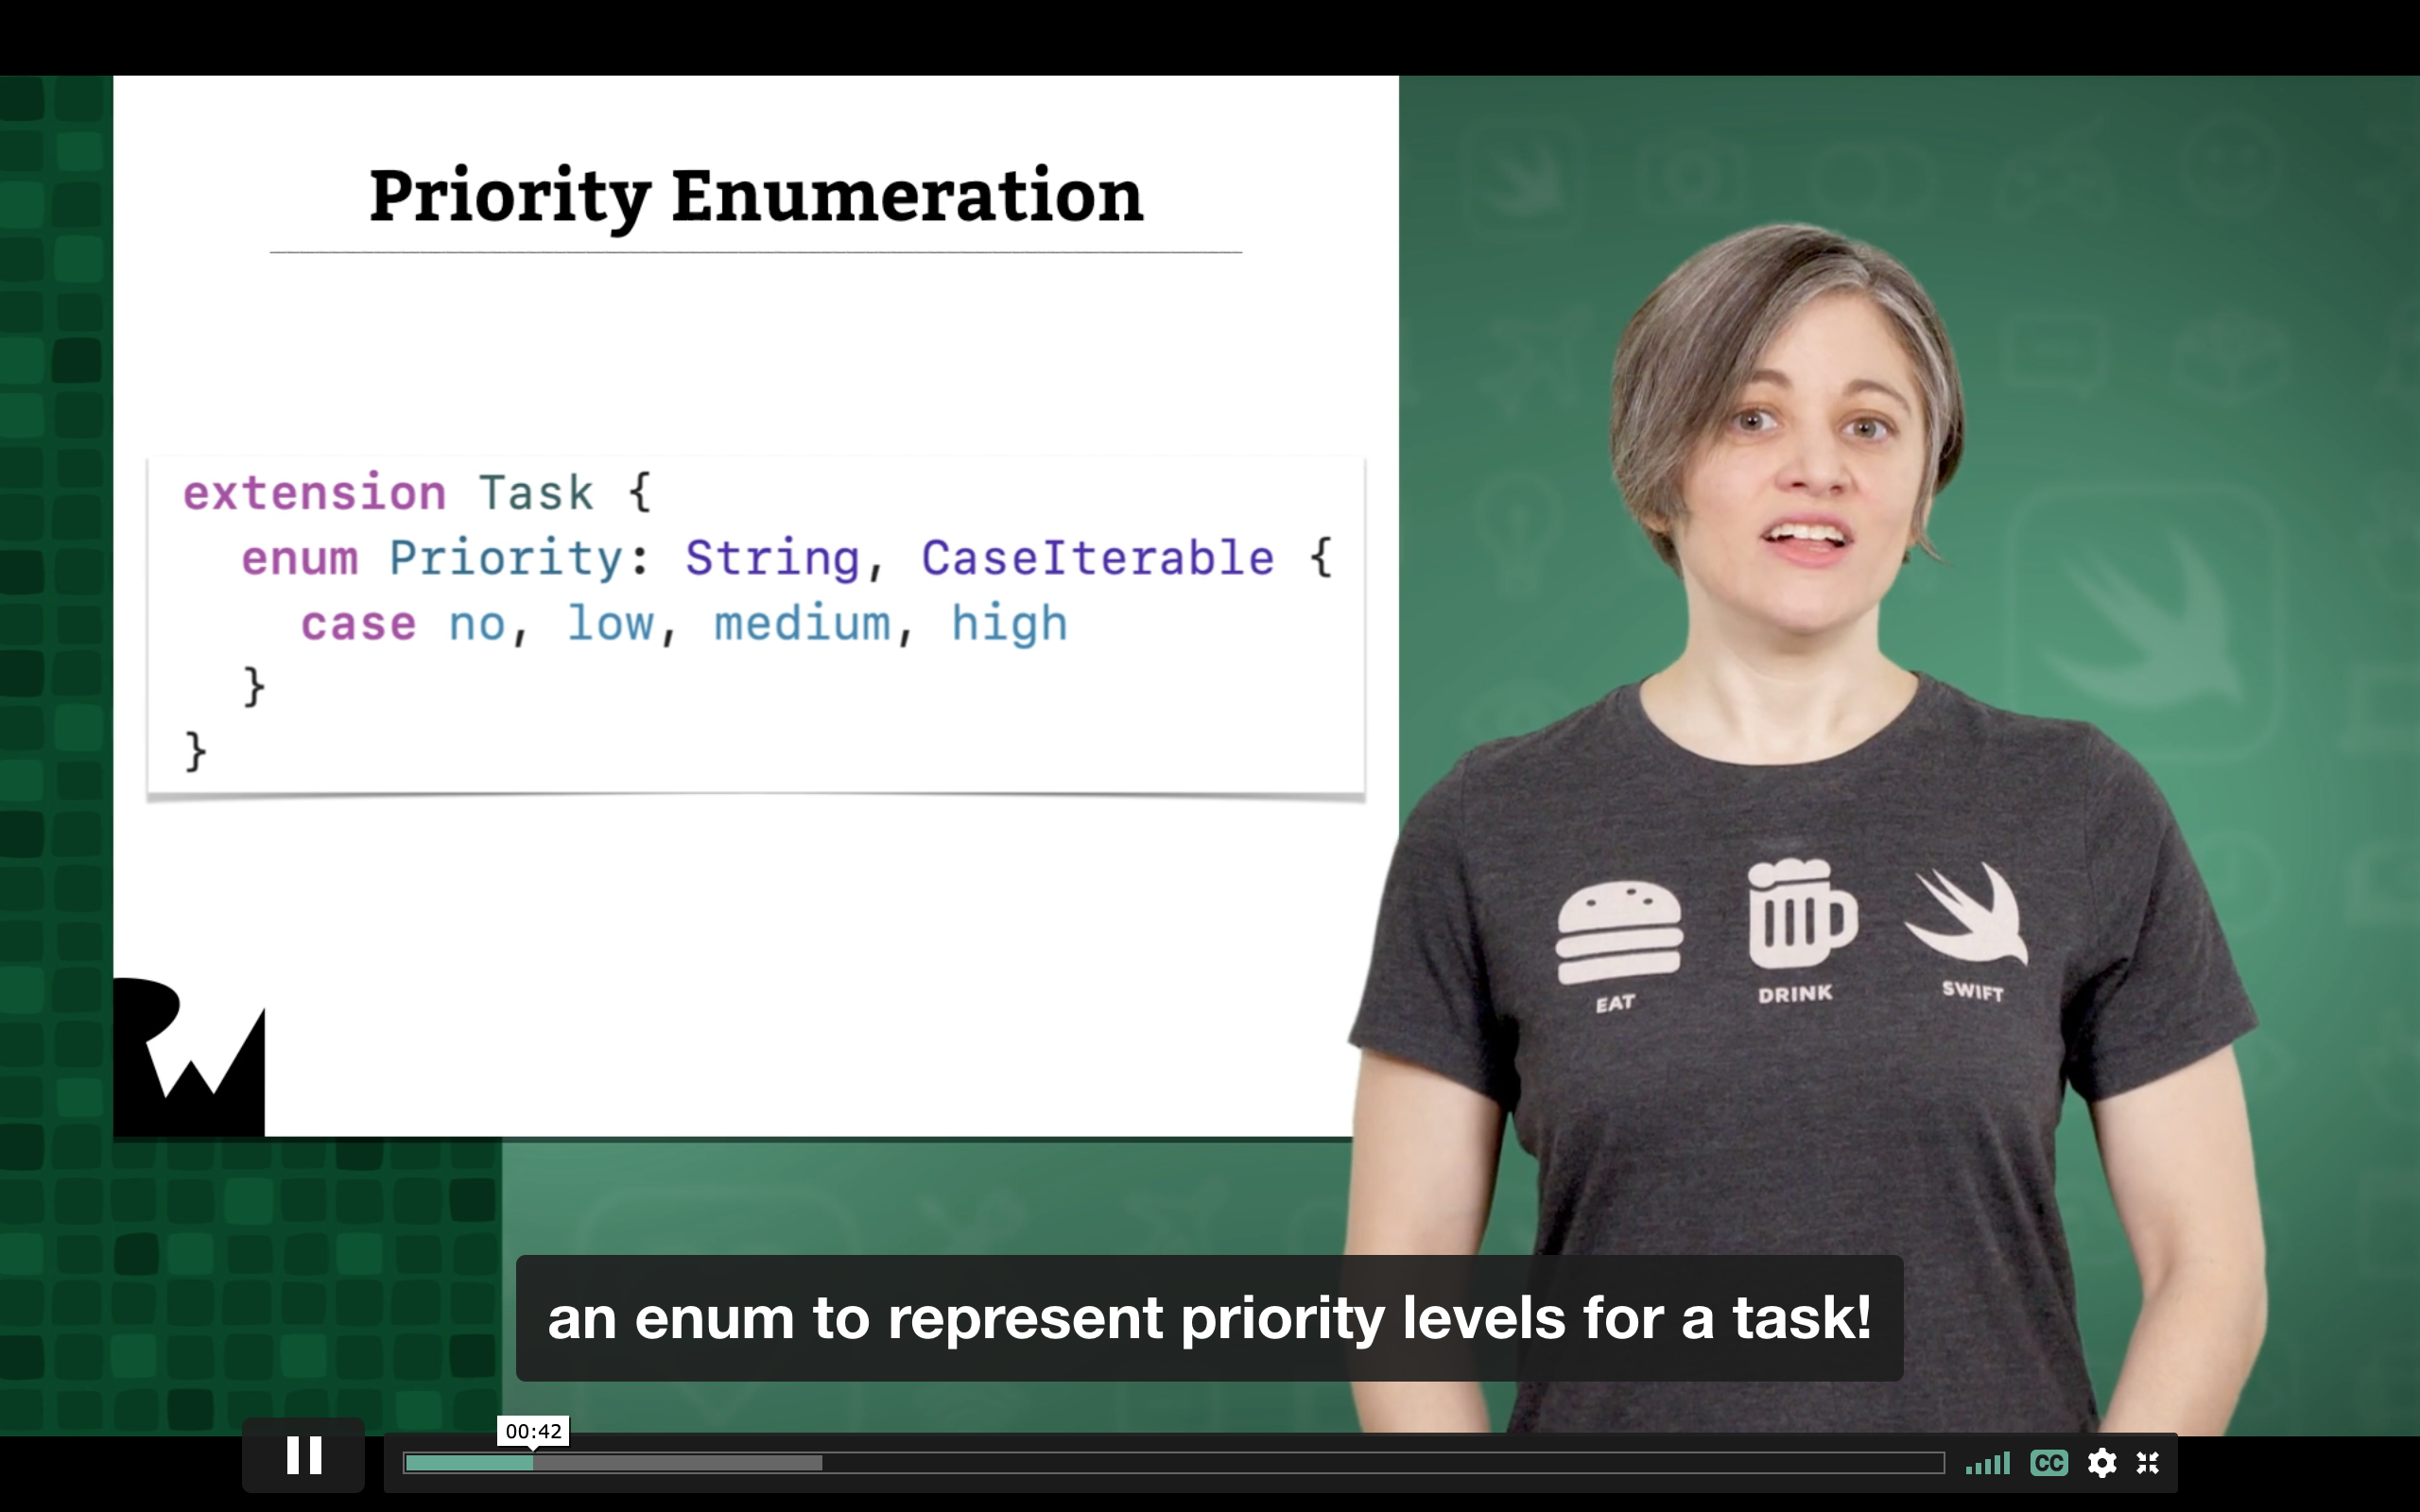 Priority Enumeration
extension Task {
enum Priority: String, CaseIterable {
case no, low, medium, high
}
}
EAT DRINK SWIFT
an enum to represent priority levels for a task!
00:42
CC